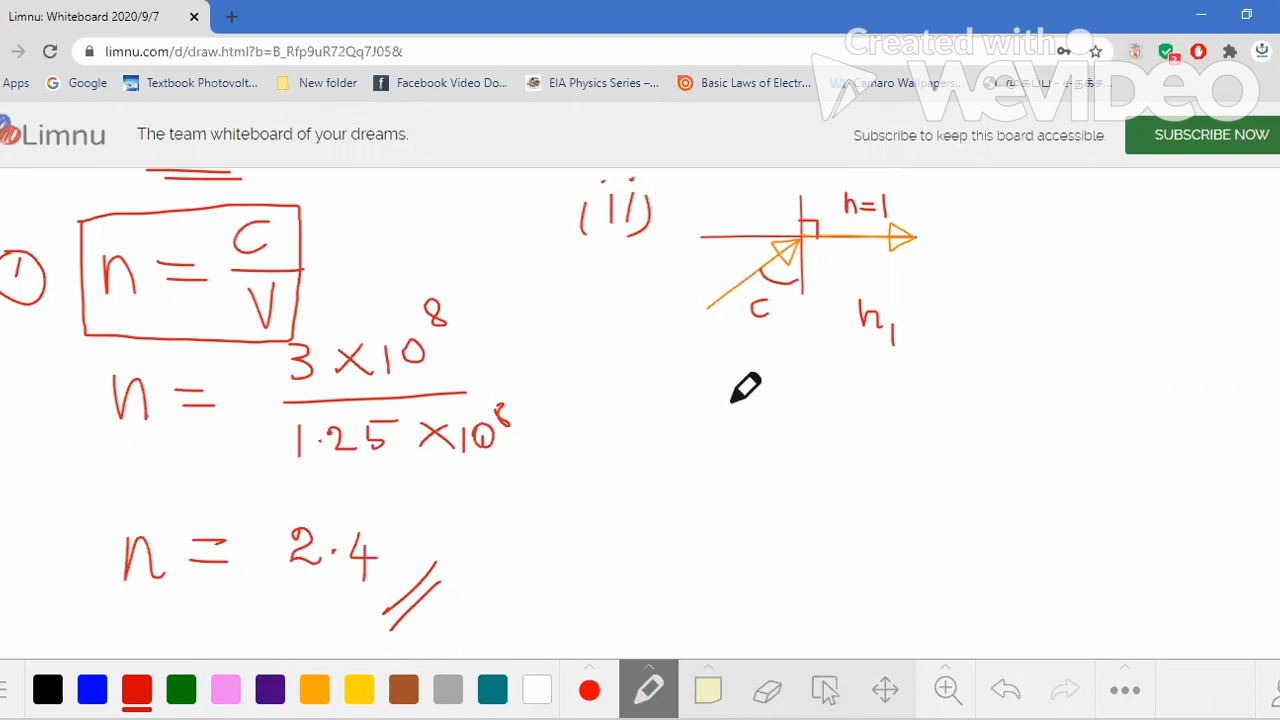 Limnu: Whiteboard 2020/9/7
limnu.com/d/draw.html?b=B_Rfp9uR72Qq7J05&
Created with
WeVIDEO
Apps Google Textbook Photovolt... New folder Facebook Video Do... EIA Physics Series –... Basic Laws of Electr... Camaro Wallpapers...
Limnu The team whiteboard of your dreams. Subscribe to keep this board accessible. SUBSCRIBE NOW
(ii)
n=1
C
n1
1
n = C/V
n = 3 × 10^8 / 1.25 × 10^8
n = 2.4